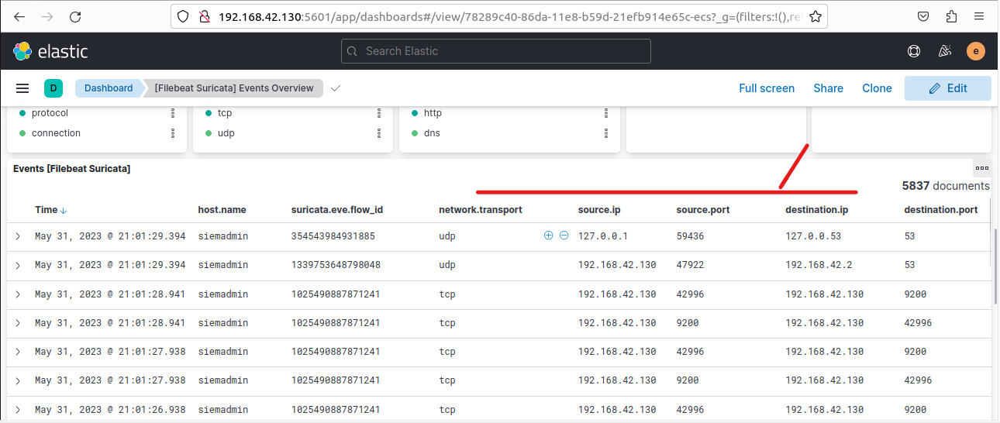 192.168.42.130:5601/app/dashboards#/view/78289c40-86da-11e8-b59d-21efb914e65c-ecs?_g=(filters:!(),re
elastic Search Elastic e
D Dashboard [Filebeat Suricata] Events Overview Full screen Share Clone Edit
protocol tcp http
connection udp dns
Events [Filebeat Suricata]
5837 documents
Time host.name suricata.eve.flow_id network.transport source.ip source.port destination.ip destination.port
May 31, 2023 @ 21:01:29.394 siemadmin 354543984931885 udp 127.0.0.1 59436 127.0.0.53 53
May 31, 2023 @ 21:01:29.394 siemadmin 1339753648798048 udp 192.168.42.130 47922 192.168.42.2 53
May 31, 2023 @ 21:01:28.941 siemadmin 1025490887871241 tcp 192.168.42.130 42996 192.168.42.130 9200
May 31, 2023 @ 21:01:28.941 siemadmin 1025490887871241 tcp 192.168.42.130 9200 192.168.42.130 42996
May 31, 2023 @ 21:01:27.938 siemadmin 1025490887871241 tcp 192.168.42.130 42996 192.168.42.130 9200
May 31, 2023 @ 21:01:27.938 siemadmin 1025490887871241 tcp 192.168.42.130 9200 192.168.42.130 42996
May 31, 2023 @ 21:01:26.938 siemadmin 1025490887871241 tcp 192.168.42.130 42996 192.168.42.130 9200